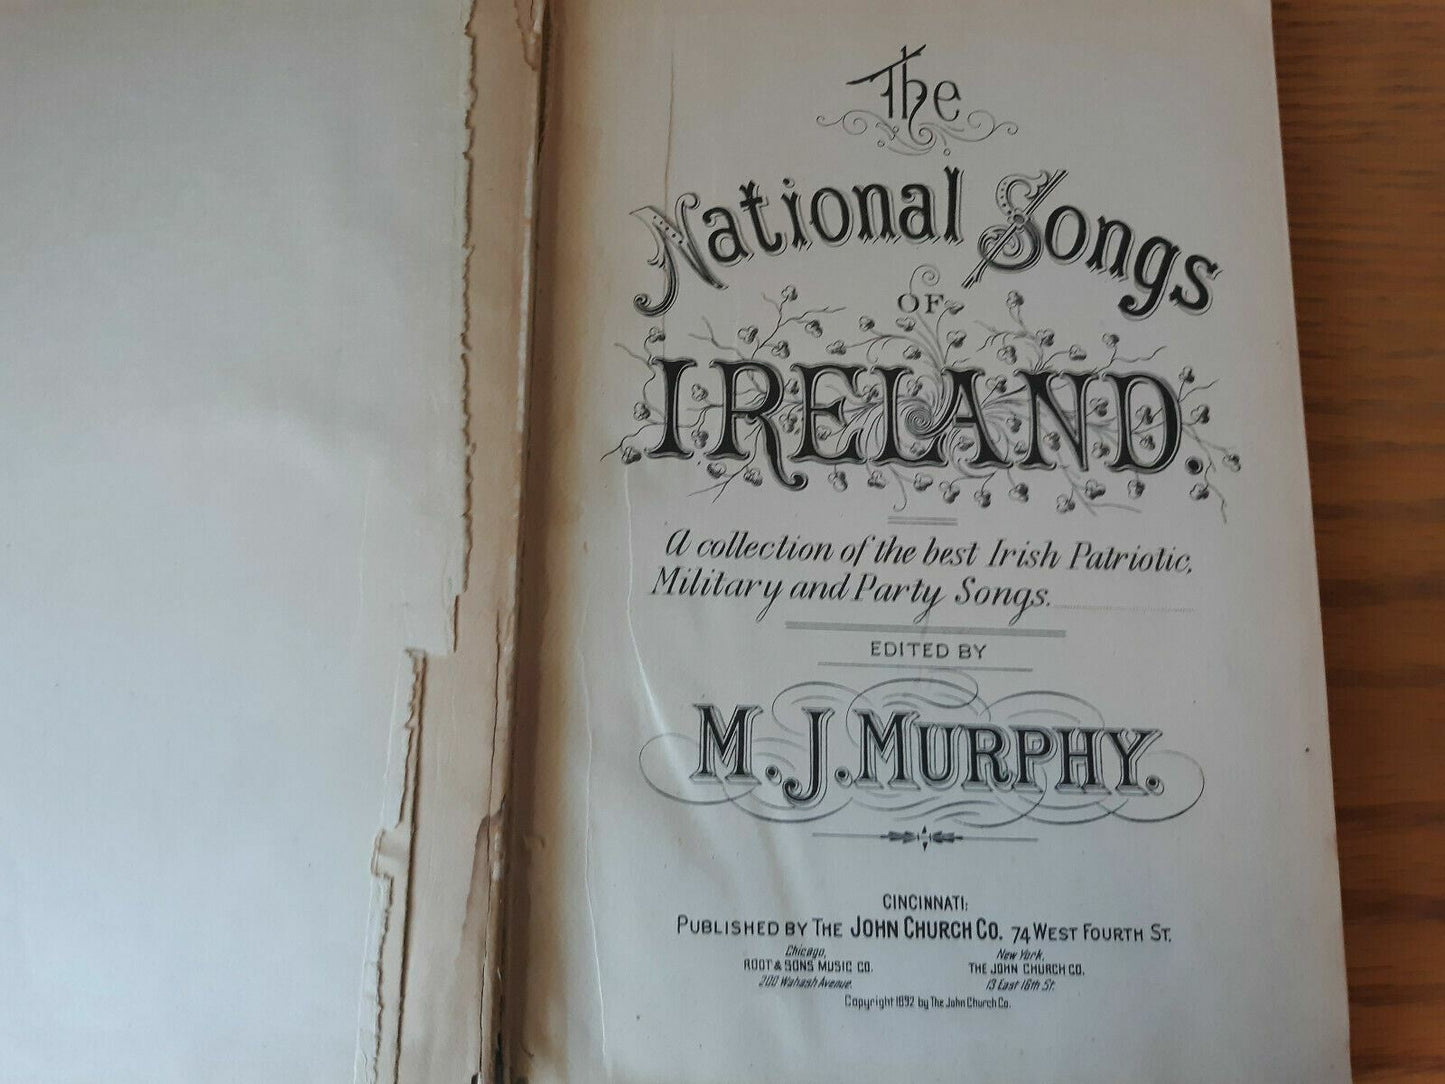 The
National Songs
OF
IRELAND.
A collection of the best Irish Patriotic,
Military and Party Songs.
EDITED BY
M. J. MURPHY.
CINCINNATI:
PUBLISHED BY THE JOHN CHURCH CO. 74 WEST FOURTH ST.
Chicago, New York,
ROOT & SONS MUSIC CO. THE JOHN CHURCH CO.
200 Wabash Avenue. 13 East 16th St.
Copyright 1892 by The John Church Co.